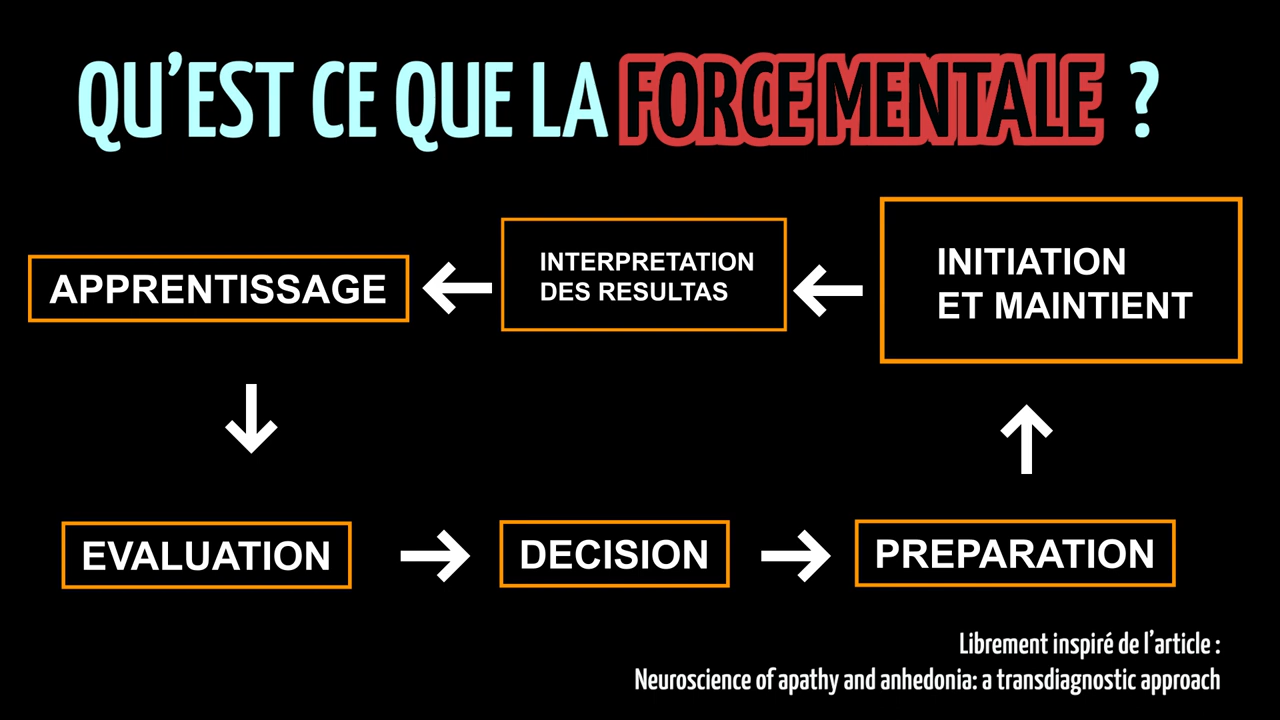 QU'EST CE QUE LA FORCE MENTALE ?
APPRENTISSAGE
INTERPRETATION
DES RESULTAS
INITIATION
ET MAINTIENT
EVALUATION
DECISION
PREPARATION
Librement inspiré de l'article :
Neuroscience of apathy and anhedonia: a transdiagnostic approach